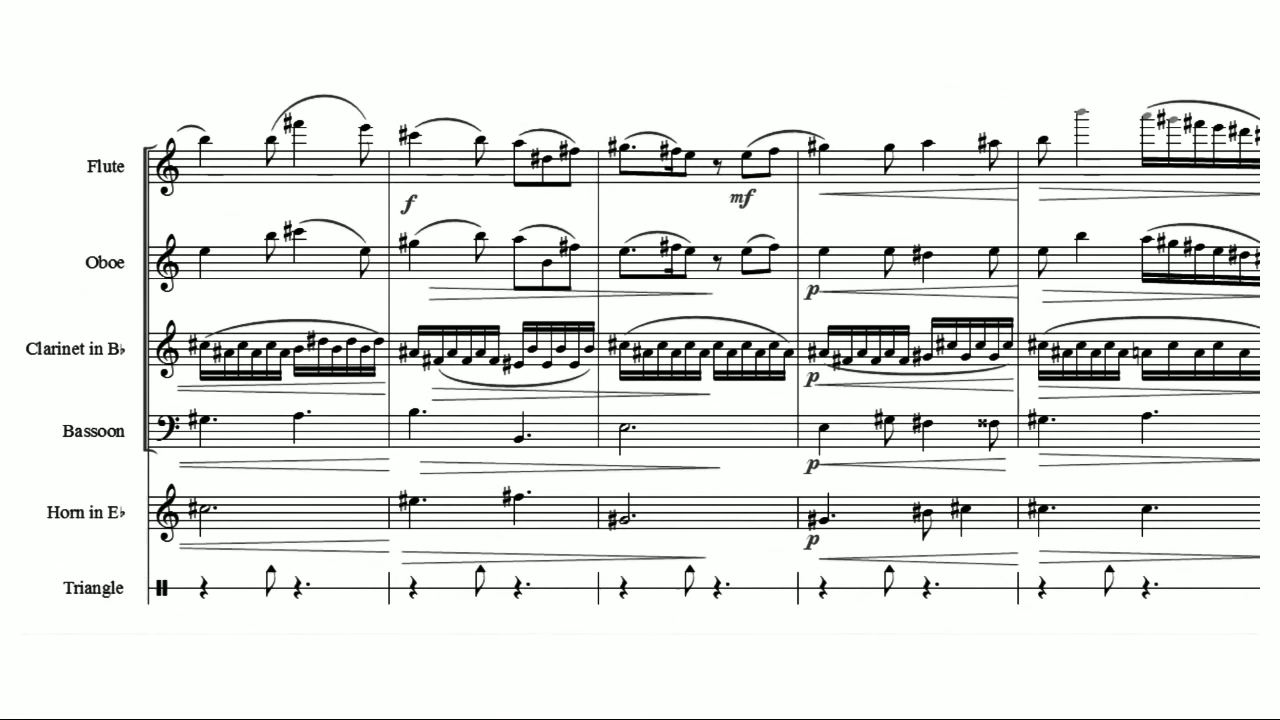 Flute
f
mf
Oboe
p
Clarinet in B♭
p
Bassoon
p
Horn in E♭
p
Triangle